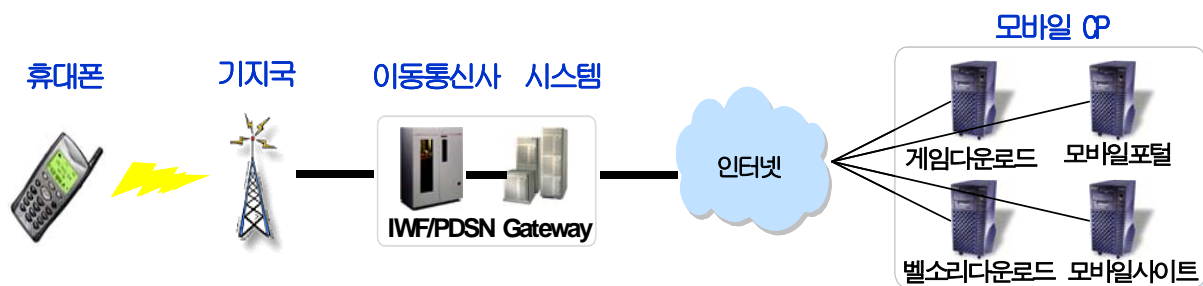 모바일 CP
휴대폰
기지국
이동통신사 시스템
인터넷
게임다운로드
모바일포털
IWF/PDSN Gateway
벨소리다운로드
모바일사이트